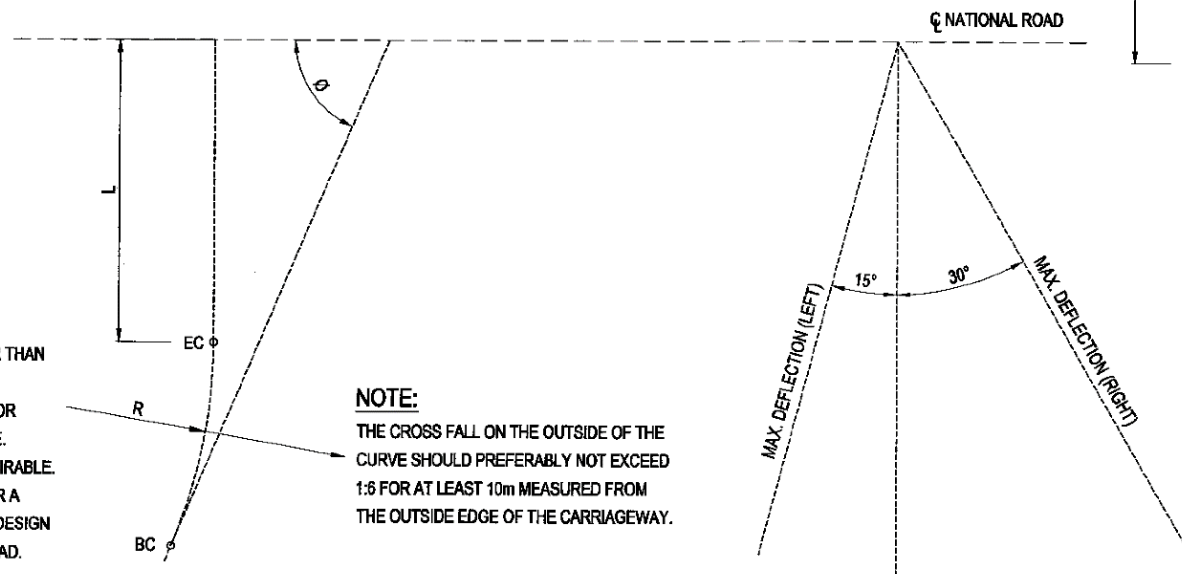 ℄ NATIONAL ROAD
Ø
L
EC
R
BC
THAN
OR
E.
IRABLE.
R A
DESIGN
AD.
NOTE:
THE CROSS FALL ON THE OUTSIDE OF THE
CURVE SHOULD PREFERABLY NOT EXCEED
1:6 FOR AT LEAST 10m MEASURED FROM
THE OUTSIDE EDGE OF THE CARRIAGEWAY.
15°
30°
MAX. DEFLECTION (LEFT)
MAX. DEFLECTION (RIGHT)